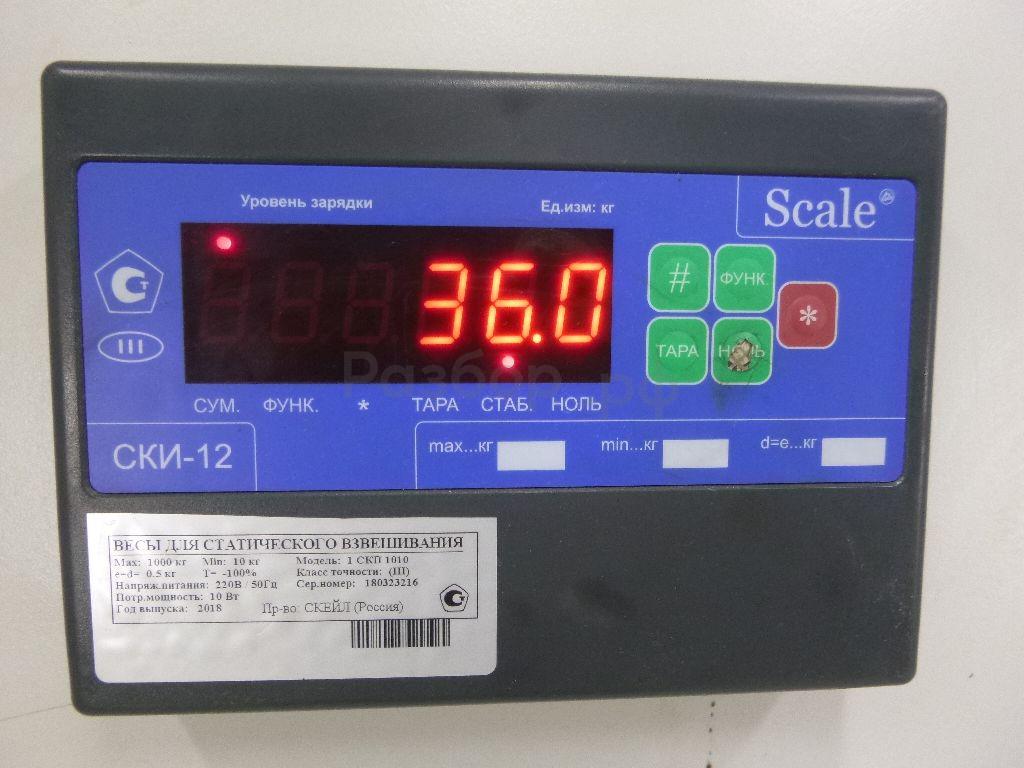 Уровень зарядки
Ед.изм: кг
Scale
36.0
#
ФУНК.
*
ТАРА
НОЛЬ
III
Разбор.рф
СУМ. ФУНК. * ТАРА СТАБ. НОЛЬ
СКИ-12
max...кг
min...кг
d=e...кг
ВЕСЫ ДЛЯ СТАТИЧЕСКОГО ВЗВЕШИВАНИЯ
Max: 1000 кг Min: 10 кг Модель: 1 СКП 1010
e=d= 0.5 кг T= -100% Класс точности: (III)
Напряж.питания: 220В / 50Гц Сер.номер: 180323216
Потр.мощность: 10 Вт
Год выпуска: 2018 Пр-во: СКЕЙЛ (Россия)